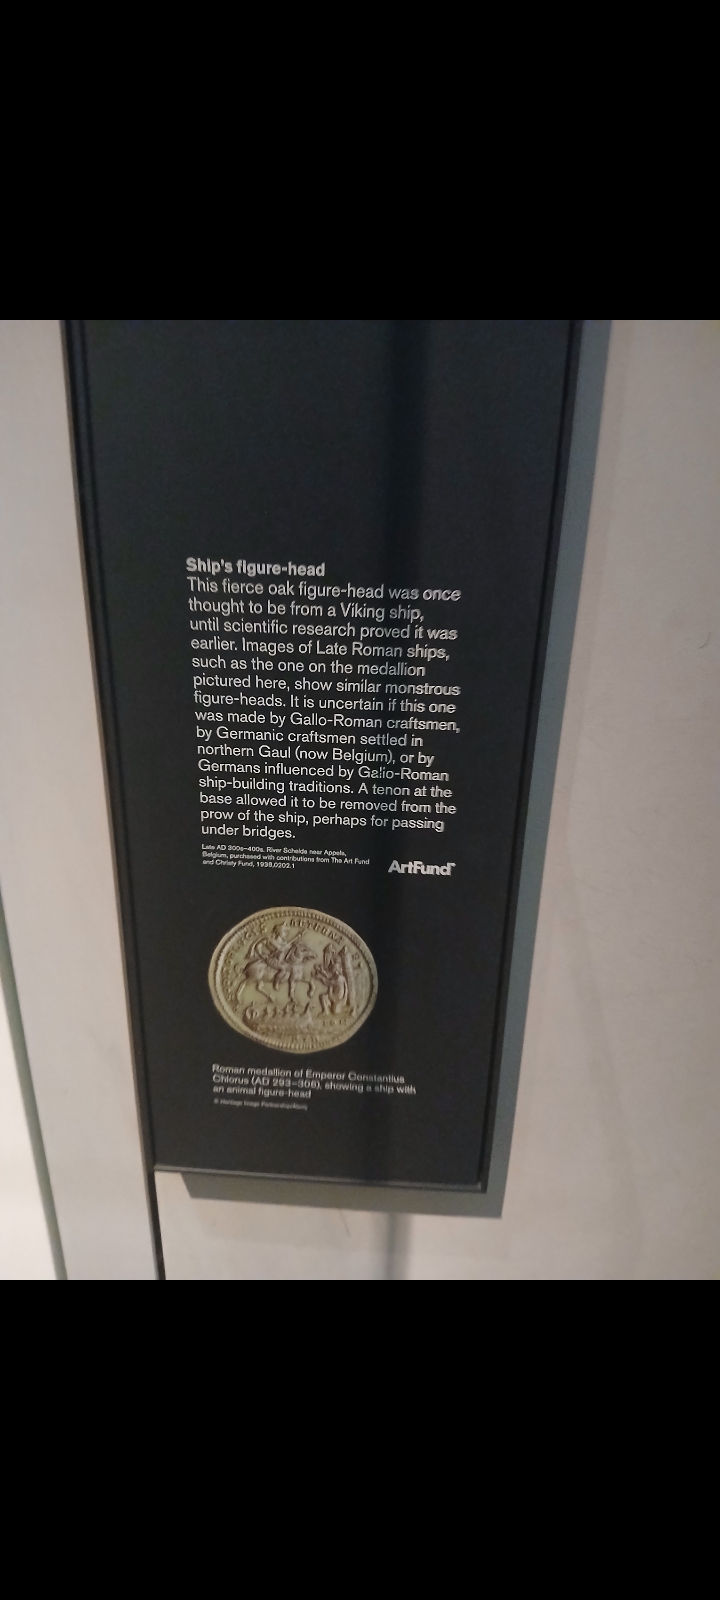 Ship's figure-head
This fierce oak figure-head was once
thought to be from a Viking ship,
until scientific research proved it was
earlier. Images of Late Roman ships,
such as the one on the medallion
pictured here, show similar monstrous
figure-heads. It is uncertain if this one
was made by Gallo-Roman craftsmen,
by Germanic craftsmen settled in
northern Gaul (now Belgium), or by
Germans influenced by Gallo-Roman
ship-building traditions. A tenon at the
base allowed it to be removed from the
prow of the ship, perhaps for passing
under bridges.
Late AD 300s–400s. River Schelde near Appels,
Belgium, purchased with contributions from The Art Fund
and Christy Fund, 1938,0202.1
ArtFund
Roman medallion of Emperor Constantius
Chlorus (AD 293–306), showing a ship with
an animal figure-head
© Heritage Image Partnership/Alamy